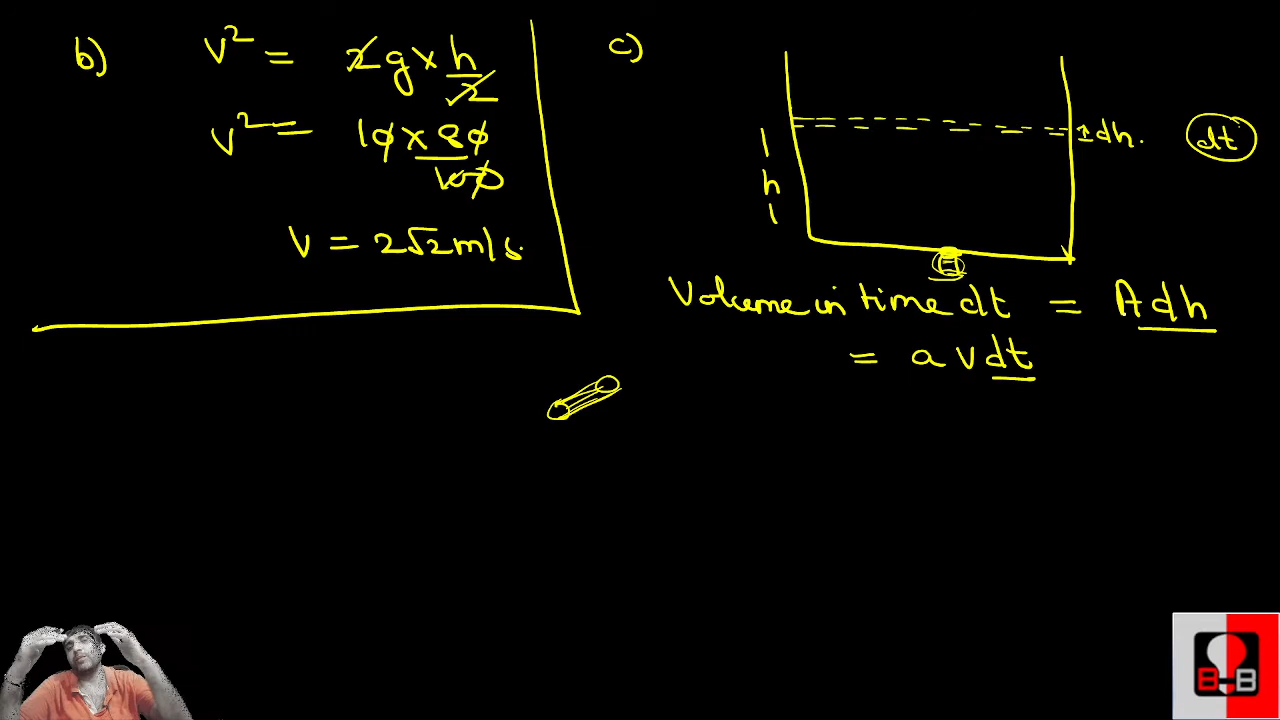 b) v² = 2g × h/2
v² = 10 × 80/100
v = 2√2 m/s.
c)
dh.
dt
h
Volume in time dt = A dh
= a v dt
B B